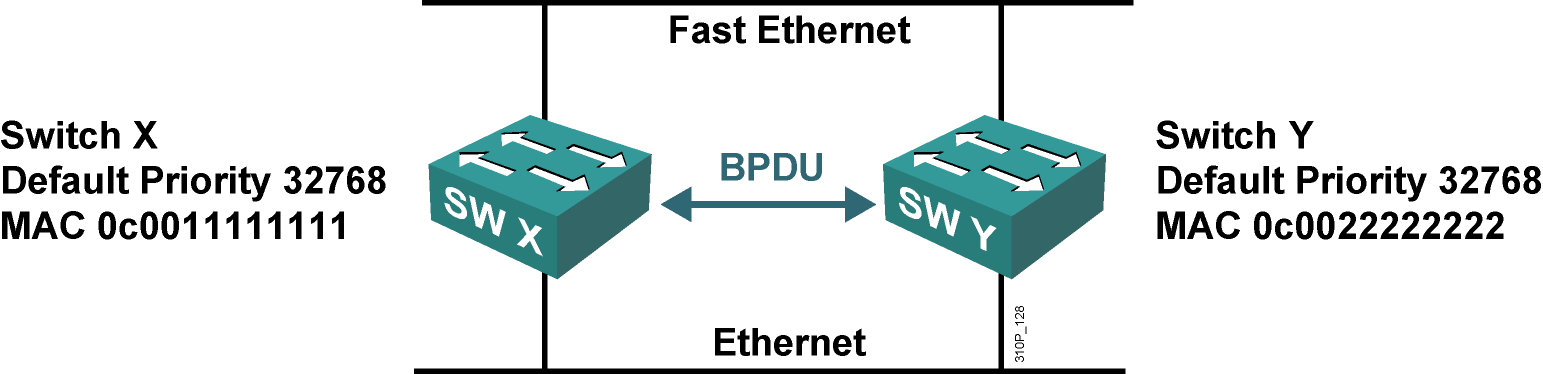 Fast Ethernet
Switch X
Default Priority 32768
MAC 0c0011111111
SW X
BPDU
SW Y
Switch Y
Default Priority 32768
MAC 0c0022222222
Ethernet
310P_128